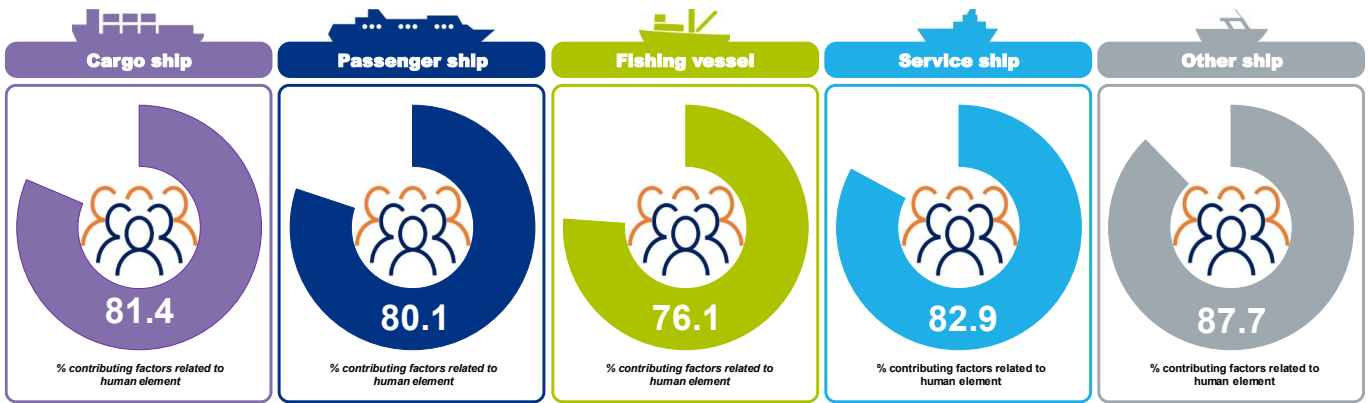 Cargo ship
Passenger ship
Fishing vessel
Service ship
Other ship
81.4
% contributing factors related to
human element
80.1
% contributing factors related to
human element
76.1
% contributing factors related to
human element
82.9
% contributing factors related to
human element
87.7
% contributing factors related to
human element